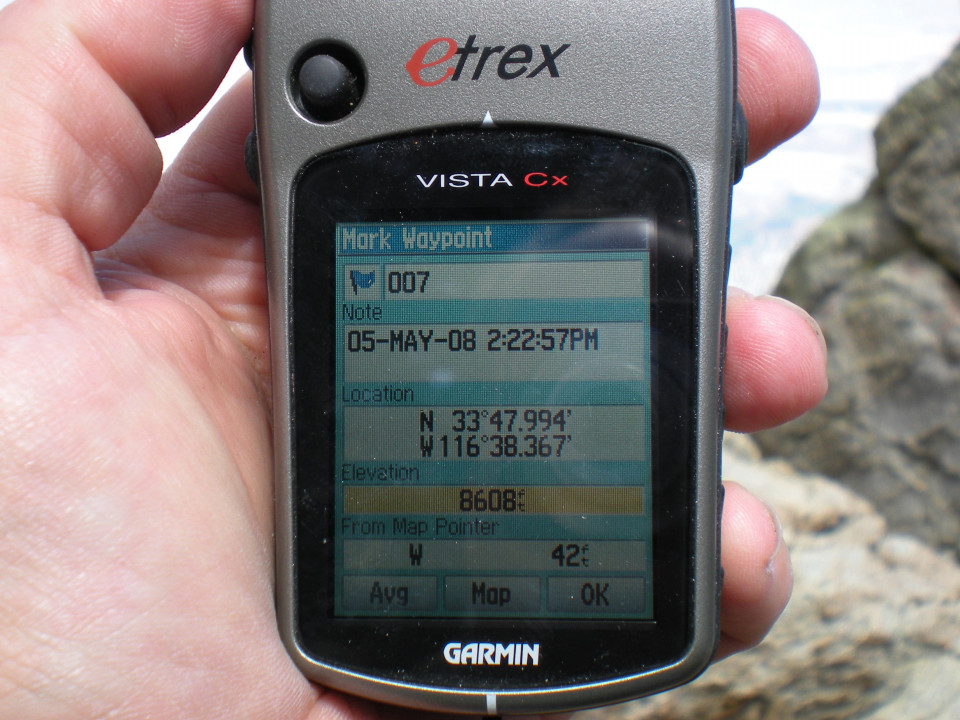 etrex
VISTA Cx
Mark Waypoint
007
Note
05-MAY-08 2:22:57PM
Location
N 33°47.994'
W 116°38.367'
Elevation
8608ft
From Map Pointer
W 42ft
Avg Map OK
GARMIN